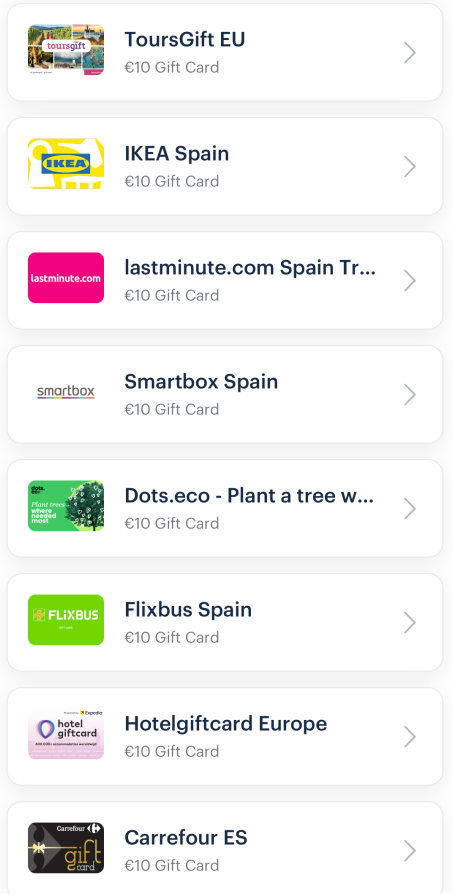 toursgift
ToursGift EU
€10 Gift Card
IKEA
IKEA Spain
€10 Gift Card
lastminute.com
lastminute.com Spain Tr...
€10 Gift Card
smartbox
Smartbox Spain
€10 Gift Card
dots.
eco
Plant trees
where
needed
most
Dots.eco - Plant a tree w...
€10 Gift Card
FLiXBUS
Flixbus Spain
€10 Gift Card
Expedia
hotel
giftcard
Hotelgiftcard Europe
€10 Gift Card
Carrefour
gift
card
Carrefour ES
€10 Gift Card